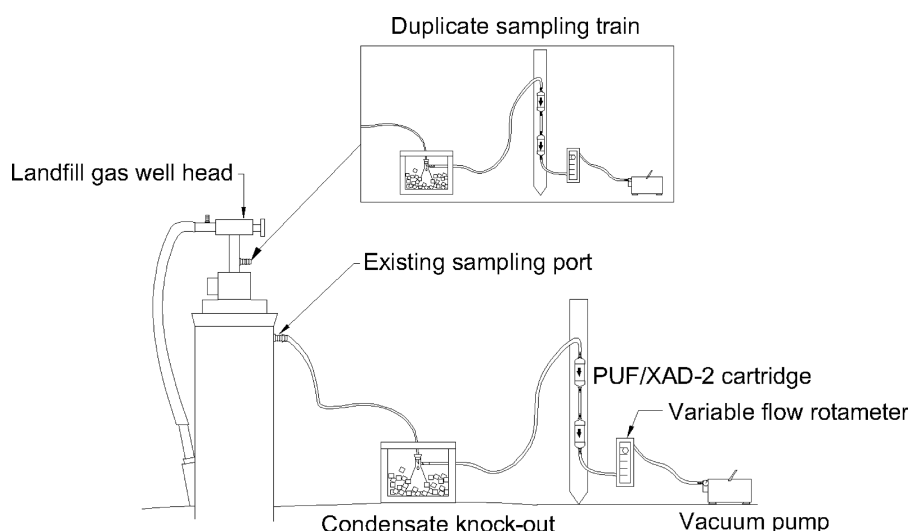 Duplicate sampling train
Landfill gas well head
Existing sampling port
PUF/XAD-2 cartridge
Variable flow rotameter
Condensate knock-out
Vacuum pump